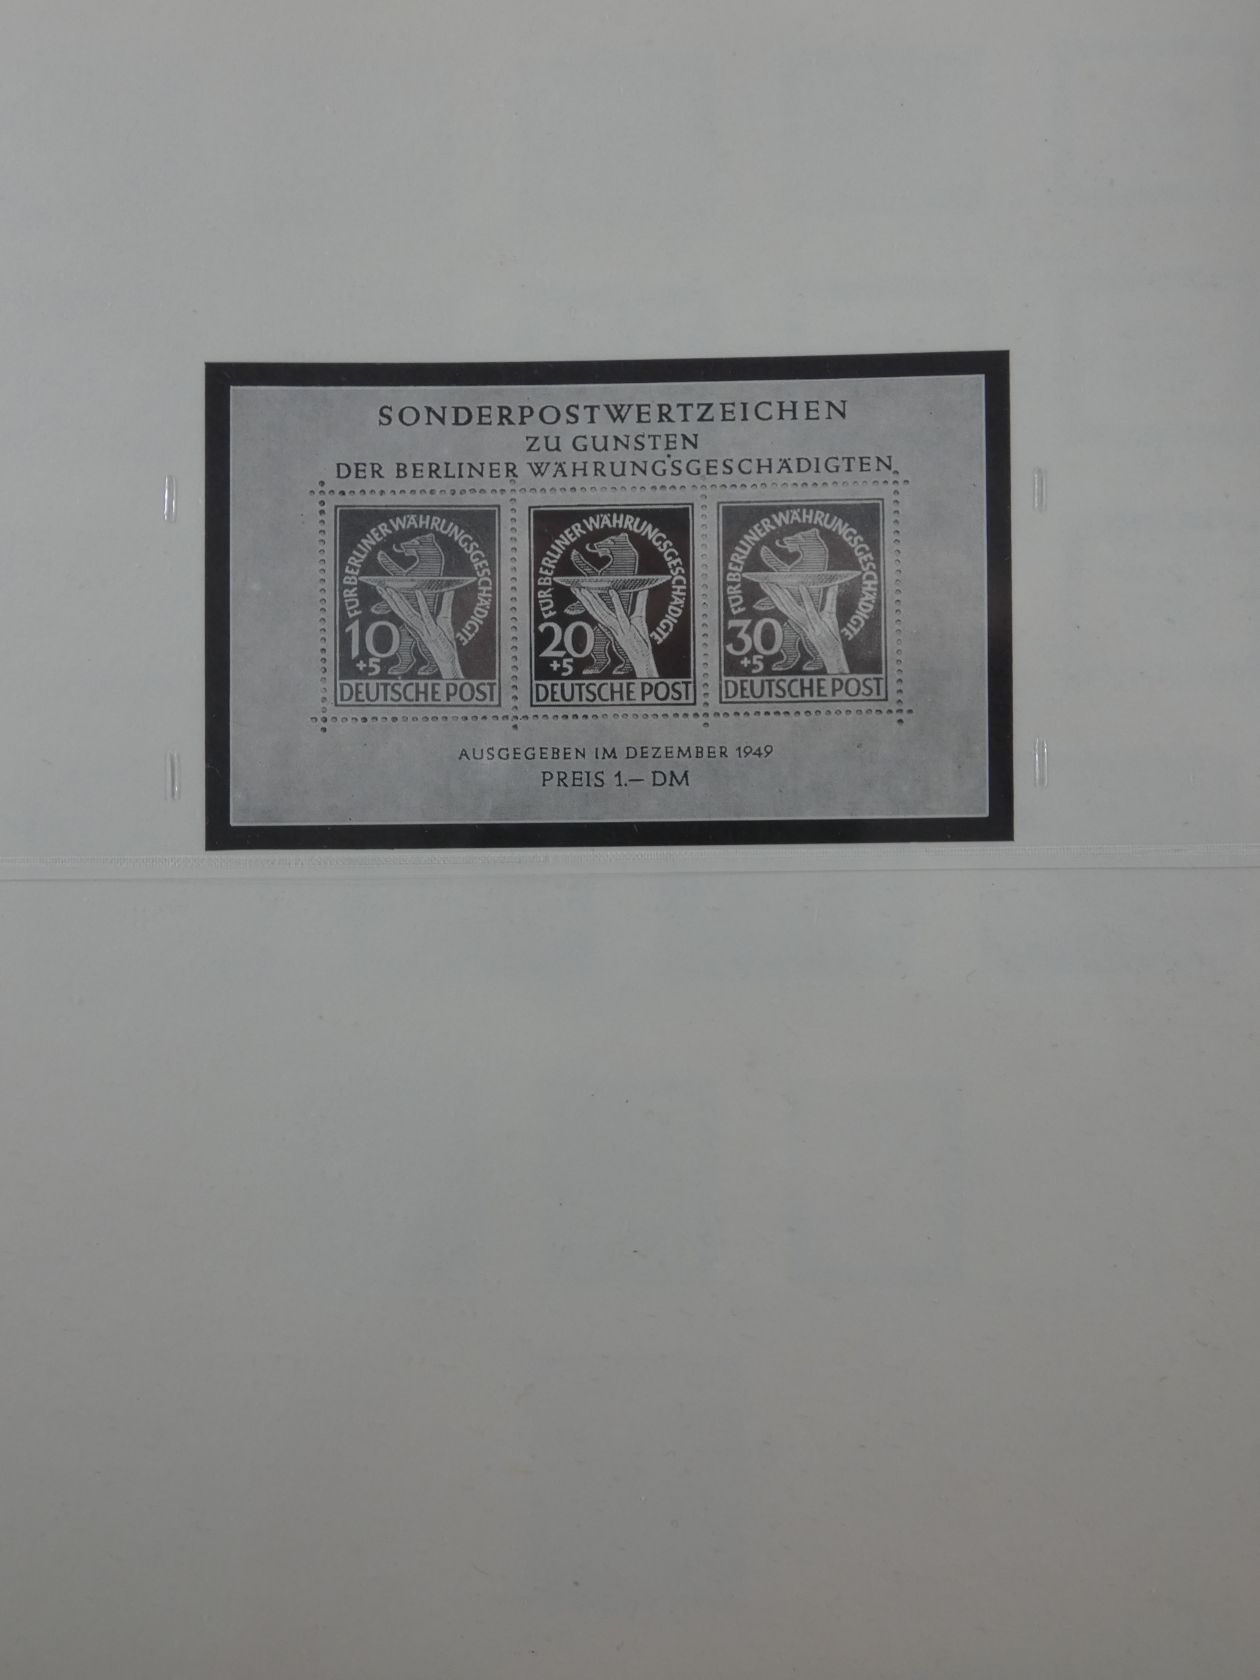 SONDERPOSTWERTZEICHEN
ZU GUNSTEN
DER BERLINER WÄHRUNGSGESCHÄDIGTEN
FÜR BERLINER WÄHRUNGSGESCHÄDIGTE
10
+5
DEUTSCHE POST
FÜR BERLINER WÄHRUNGSGESCHÄDIGTE
20
+5
DEUTSCHE POST
FÜR BERLINER WÄHRUNGSGESCHÄDIGTE
30
+5
DEUTSCHE POST
AUSGEGEBEN IM DEZEMBER 1949
PREIS 1.— DM